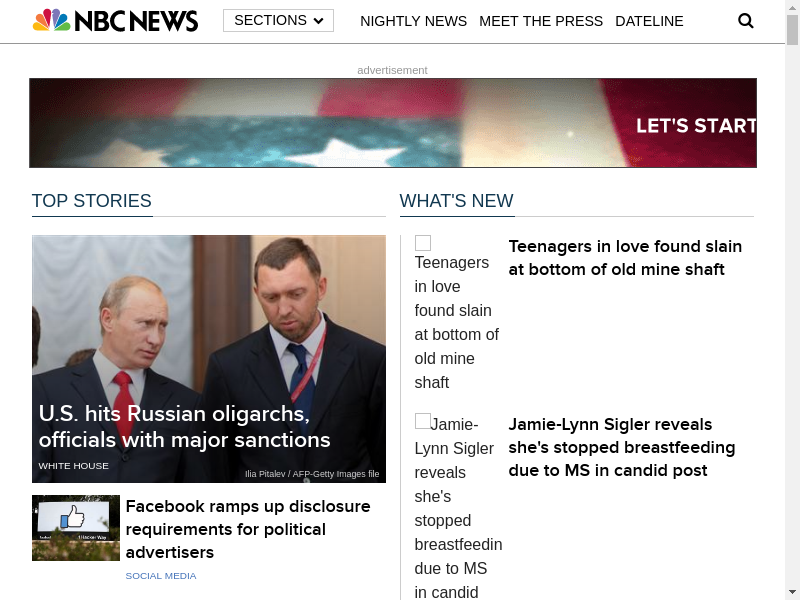 NBC NEWS
SECTIONS
NIGHTLY NEWS
MEET THE PRESS
DATELINE
advertisement
LET'S START
TOP STORIES
U.S. hits Russian oligarchs,
officials with major sanctions
WHITE HOUSE
Ilia Pitalev / AFP-Getty Images file
Facebook ramps up disclosure
requirements for political
advertisers
SOCIAL MEDIA
WHAT'S NEW
Teenagers
in love
found slain
at bottom of
old mine
shaft
Teenagers in love found slain
at bottom of old mine shaft
Jamie-
Lynn Sigler
reveals
she's
stopped
breastfeedin
due to MS
in candid
Jamie-Lynn Sigler reveals
she's stopped breastfeeding
due to MS in candid post